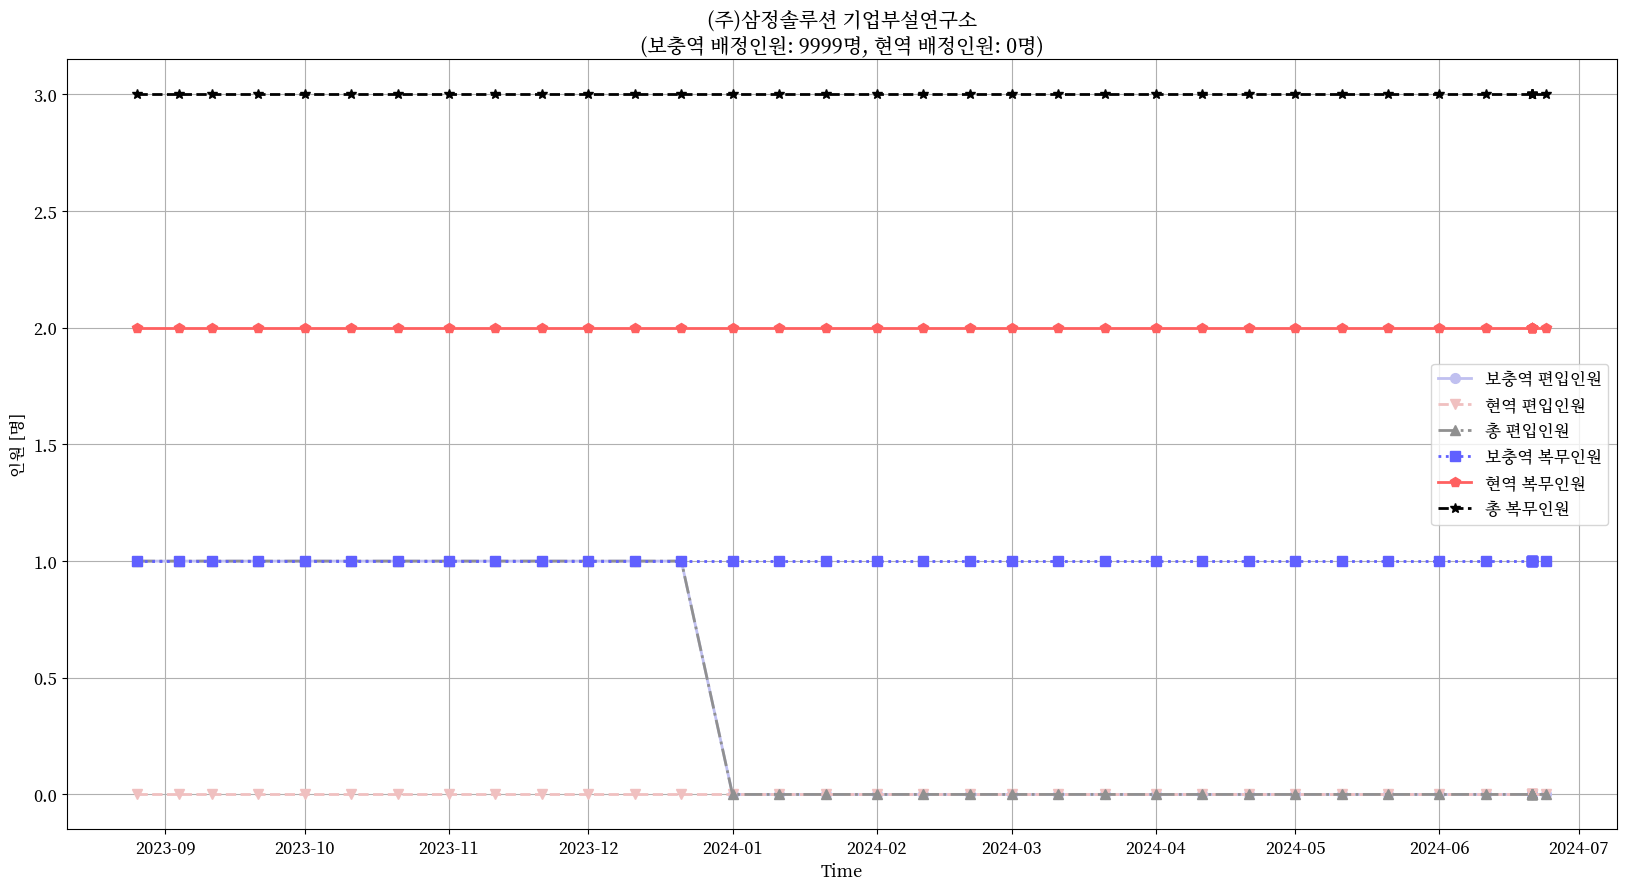 (주)삼정솔루션 기업부설연구소
(보충역 배정인원: 9999명, 현역 배정인원: 0명)
3.0
2.5
2.0
1.5
1.0
0.5
0.0
인원 [명]
보충역 편입인원
현역 편입인원
총 편입인원
보충역 복무인원
현역 복무인원
총 복무인원
2023-09
2023-10
2023-11
2023-12
2024-01
2024-02
2024-03
2024-04
2024-05
2024-06
2024-07
Time